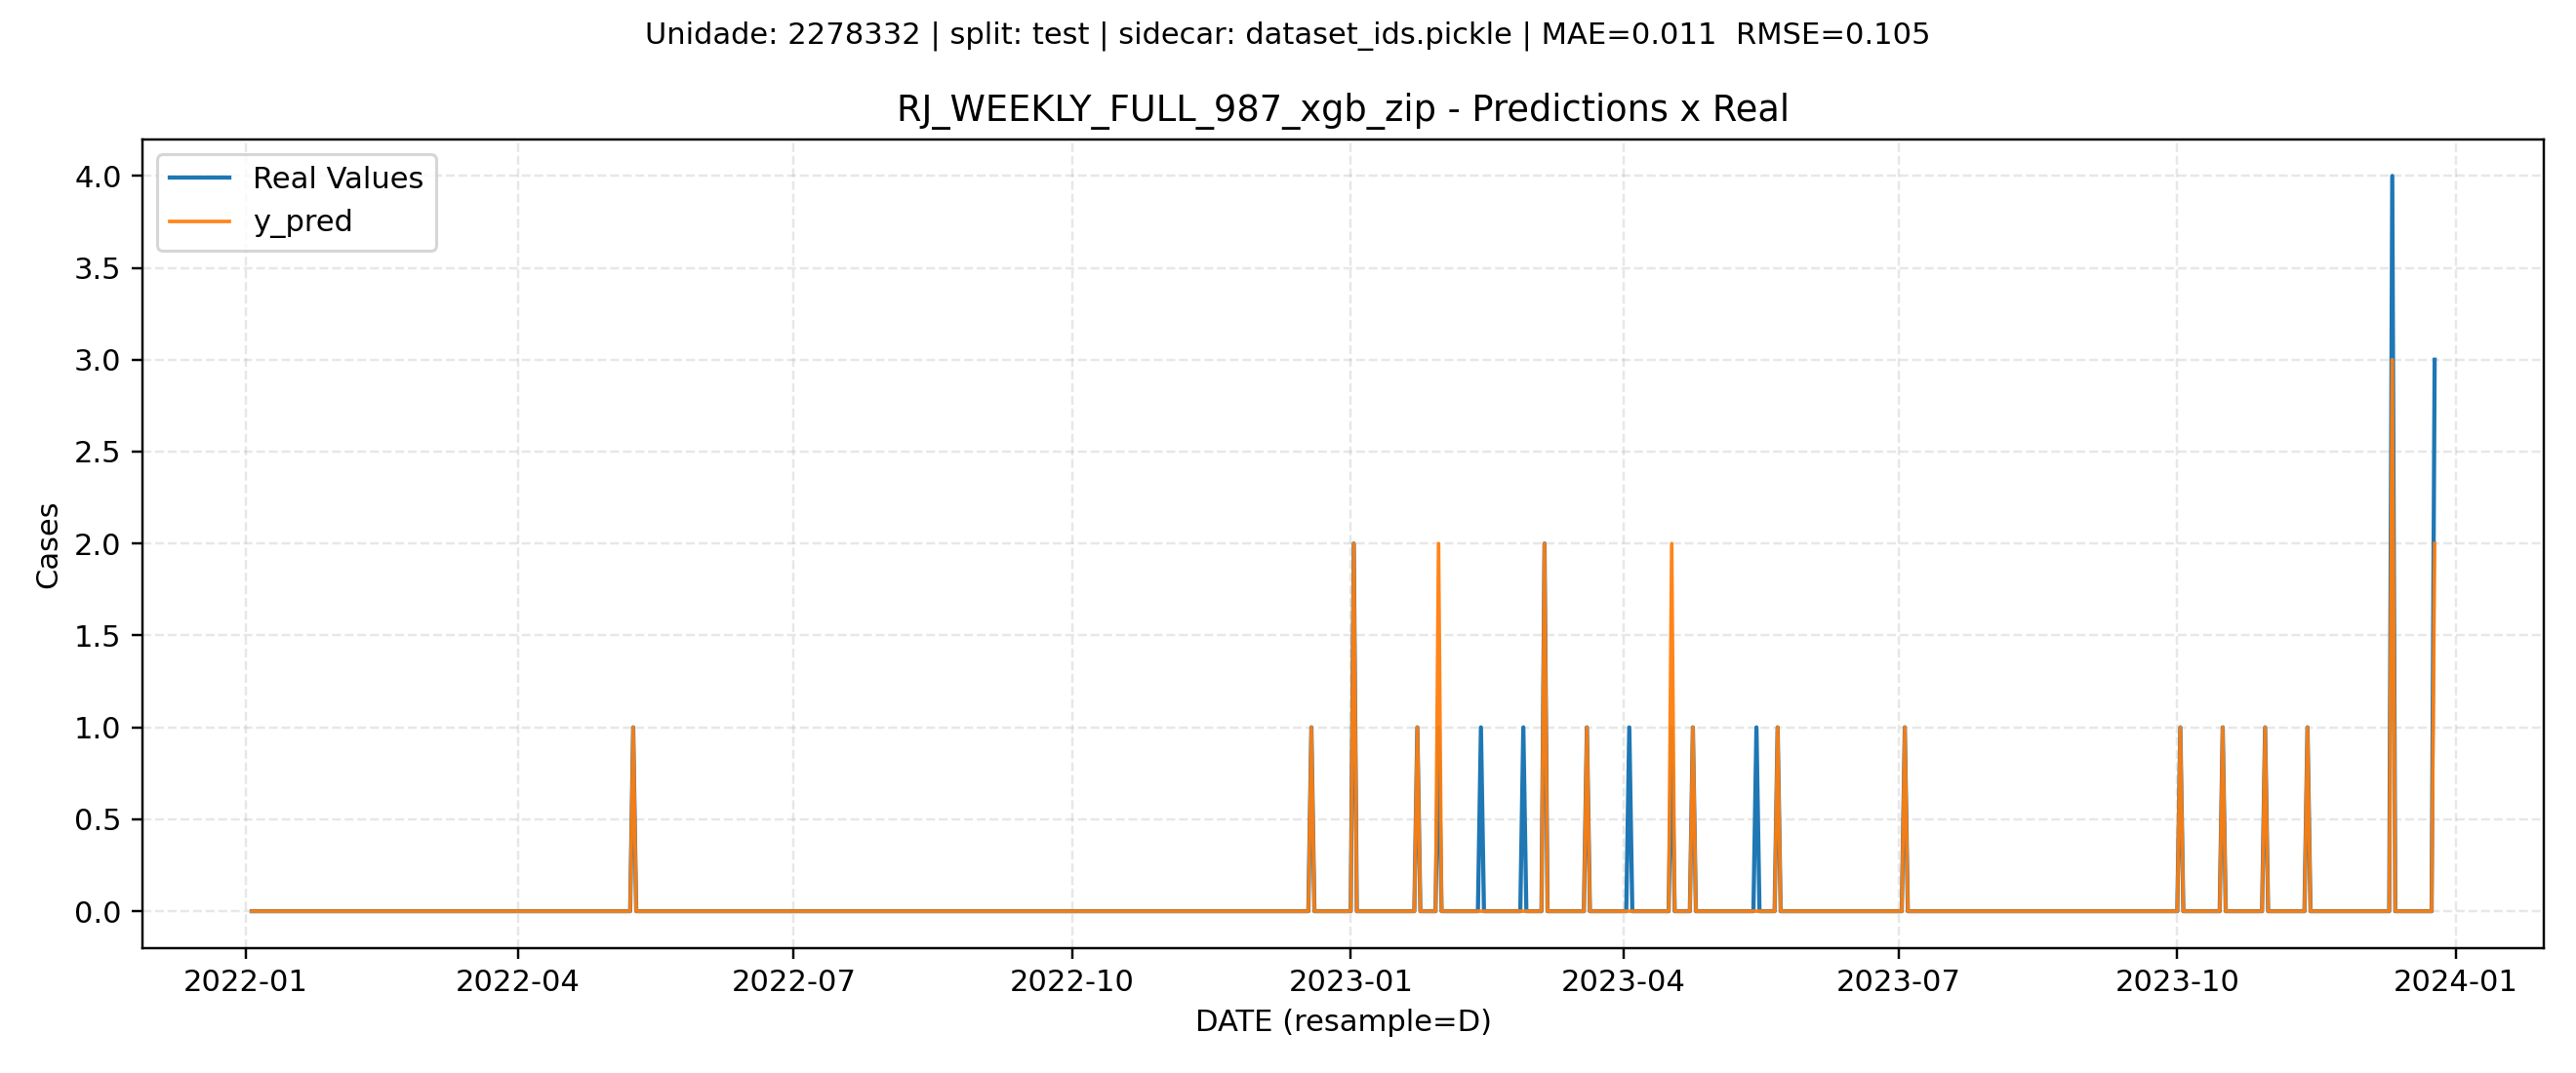 Unidade: 2278332 | split: test | sidecar: dataset_ids.pickle | MAE=0.011  RMSE=0.105
RJ_WEEKLY_FULL_987_xgb_zip - Predictions x Real
Real Values
y_pred
4.0
3.5
3.0
2.5
2.0
1.5
1.0
0.5
0.0
Cases
2022-01 2022-04 2022-07 2022-10 2023-01 2023-04 2023-07 2023-10 2024-01
DATE (resample=D)